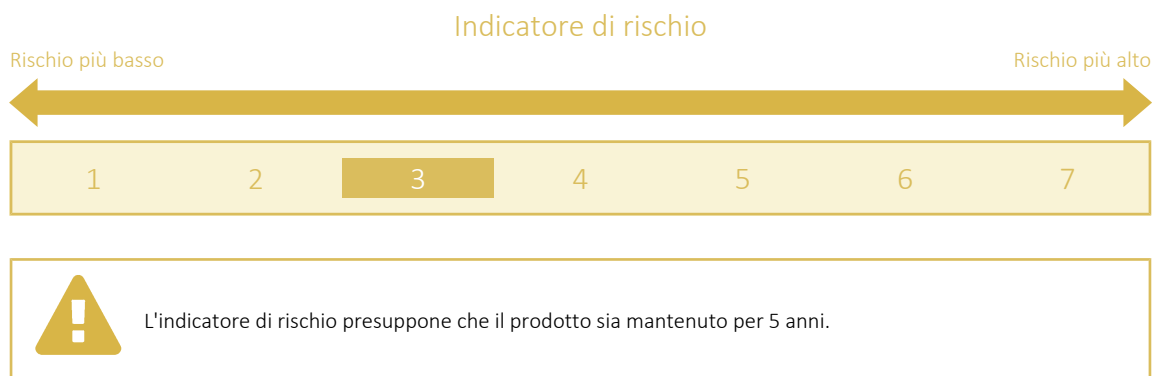 Indicatore di rischio
Rischio più basso Rischio più alto
1 2 3 4 5 6 7
L'indicatore di rischio presuppone che il prodotto sia mantenuto per 5 anni.